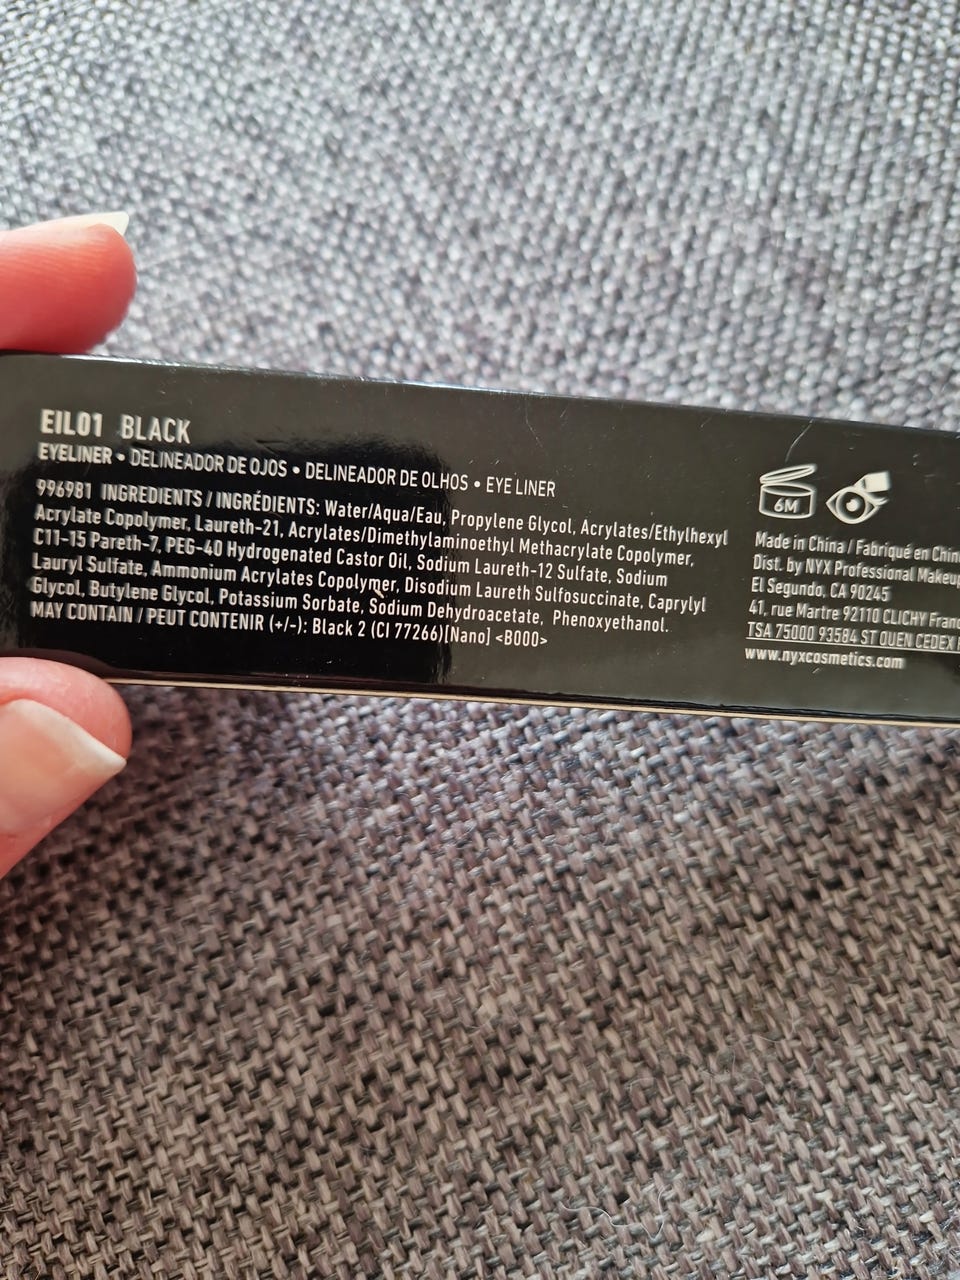 EIL01 BLACK
EYELINER • DELINEADOR DE OJOS • DELINEADOR DE OLHOS • EYE LINER
996981 INGREDIENTS / INGRÉDIENTS: Water/Aqua/Eau, Propylene Glycol, Acrylates/Ethylhexyl
Acrylate Copolymer, Laureth-21, Acrylates/Dimethylaminoethyl Methacrylate Copolymer,
C11-15 Pareth-7, PEG-40 Hydrogenated Castor Oil, Sodium Laureth-12 Sulfate, Sodium
Lauryl Sulfate, Ammonium Acrylates Copolymer, Disodium Laureth Sulfosuccinate, Caprylyl
Glycol, Butylene Glycol, Potassium Sorbate, Sodium Dehydroacetate, Phenoxyethanol.
MAY CONTAIN / PEUT CONTENIR (+/-): Black 2 (CI 77266)[Nano] <B000>
6M
Made in China / Fabriqué en
Dist. by NYX Professional
El Segundo, CA 90245
41, rue Martre 92110 CLICHY
TSA 75000 93584 ST OUEN CEDEX
www.nyxcosmetics.com